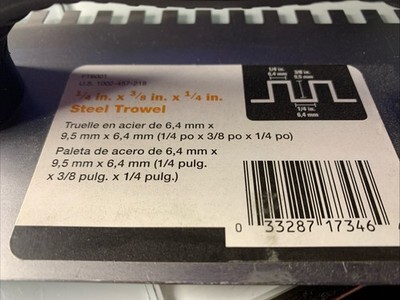 1/4 in.
6,4 mm
3/8 in.
9,5 mm
1/4 in.
6,4 mm
1/4 in. x 3/8 in. x 1/4 in.
Steel Trowel
Truelle en acier de 6,4 mm x
9,5 mm x 6,4 mm (1/4 po x 3/8 po x 1/4 po)
Paleta de acero de 6,4 mm x
9,5 mm x 6,4 mm (1/4 pulg.
x 3/8 pulg. x 1/4 pulg.)
0 33287 17346